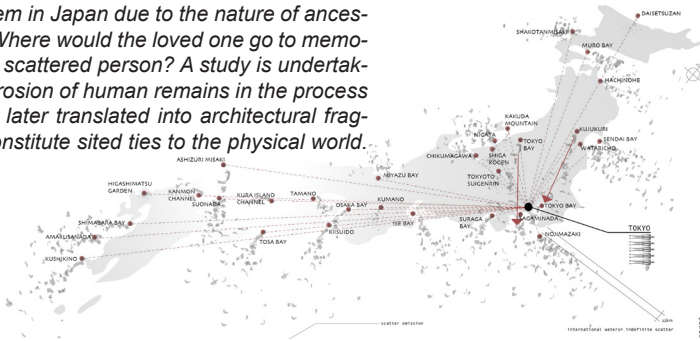 em in Japan due to the nature of ances-
Where would the loved one go to memo-
scattered person? A study is undertak-
rosion of human remains in the process
later translated into architectural frag-
onstitute sited ties to the physical world.
DAISETSUZAN
SHAKOTANMISAKI
MURO BAY
HACHINOHE
KAKUDA
MOUNTAIN
KUJUKURI
NIIGATA
TOKYO
BAY
SENDAI BAY
WATARICHO
CHIKUMAGAWA
SHIGA
KOGEN
ASHIZURI MISAKI
MIYAZU BAY
TOKYOTO
SUIGENRIN
HIGASHIMATSU
GARDEN
KANMON
CHANNEL
KURA ISLAND
CHANNEL
TAMANO
SUONADA
OSAKA BAY
KUMANO
TOKYO BAY
SHIMABARA BAY
ISE BAY
SURAGA
BAY
SAGAMINADA
AMAKUSANADA
TOSA BAY
KIISUIDO
NOJIMAZAKI
TOKYO
KUSHIKINO
scatter emission
12km
international waters: indefinite scatter